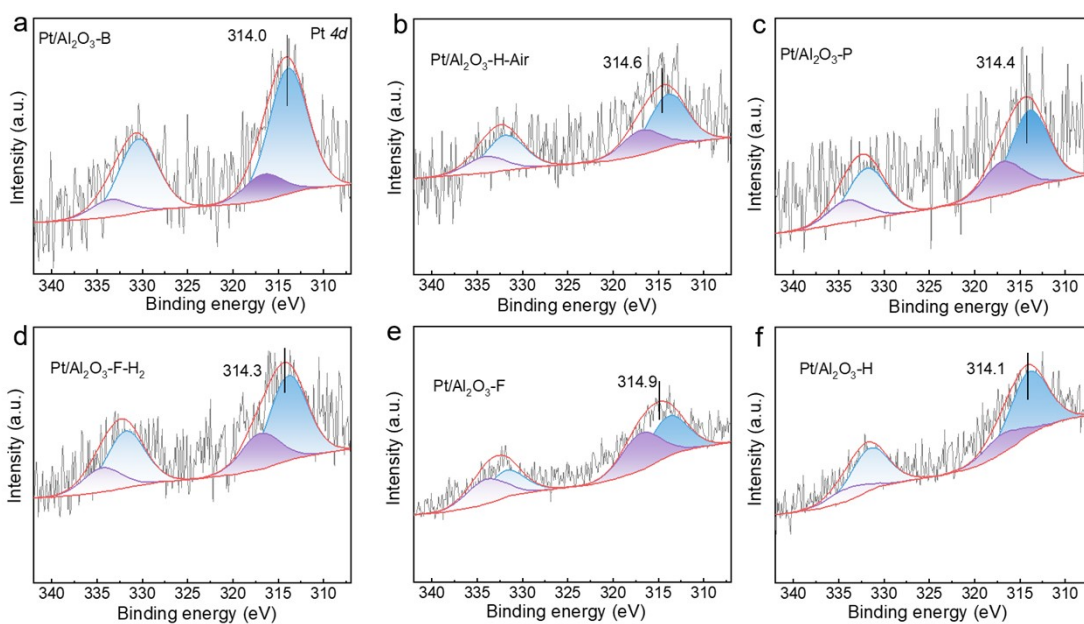 a
Pt/Al₂O₃-B
314.0
Pt 4d
Intensity (a.u.)
340 335 330 325 320 315 310
Binding energy (eV)
b
Pt/Al₂O₃-H-Air
314.6
Intensity (a.u.)
340 335 330 325 320 315 310
Binding energy (eV)
c
Pt/Al₂O₃-P
314.4
Intensity (a.u.)
340 335 330 325 320 315 310
Binding energy (eV)
d
Pt/Al₂O₃-F-H₂
314.3
Intensity (a.u.)
340 335 330 325 320 315 310
Binding energy (eV)
e
Pt/Al₂O₃-F
314.9
Intensity (a.u.)
340 335 330 325 320 315 310
Binding energy (eV)
f
Pt/Al₂O₃-H
314.1
Intensity (a.u.)
340 335 330 325 320 315 310
Binding energy (eV)